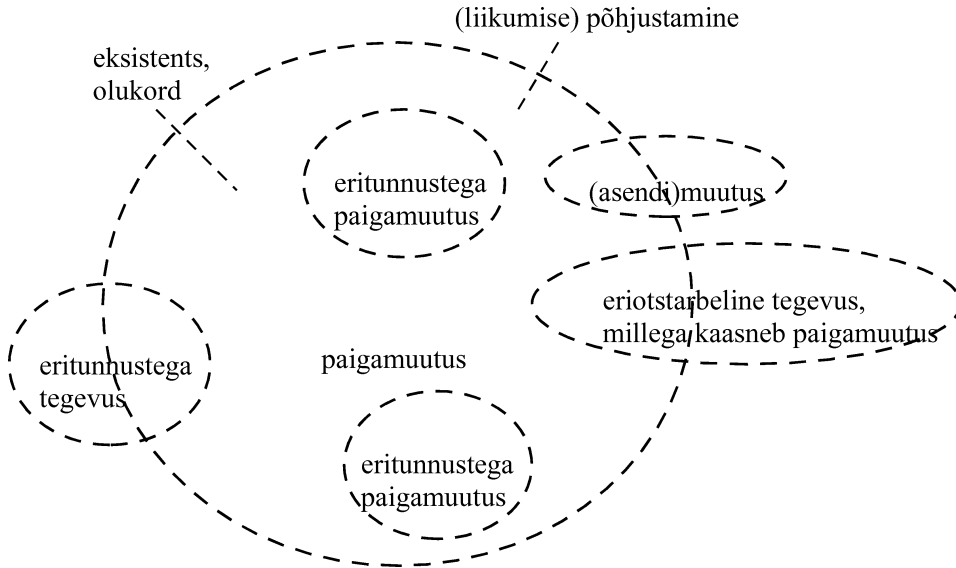 (liikumise) põhjustamine
eksistents,
olukord
eritunnustega
paigamuutus
(asendi)muutus
eriotstarbeline tegevus,
millega kaasneb paigamuutus
eritunnustega
tegevus
paigamuutus
eritunnustega
paigamuutus